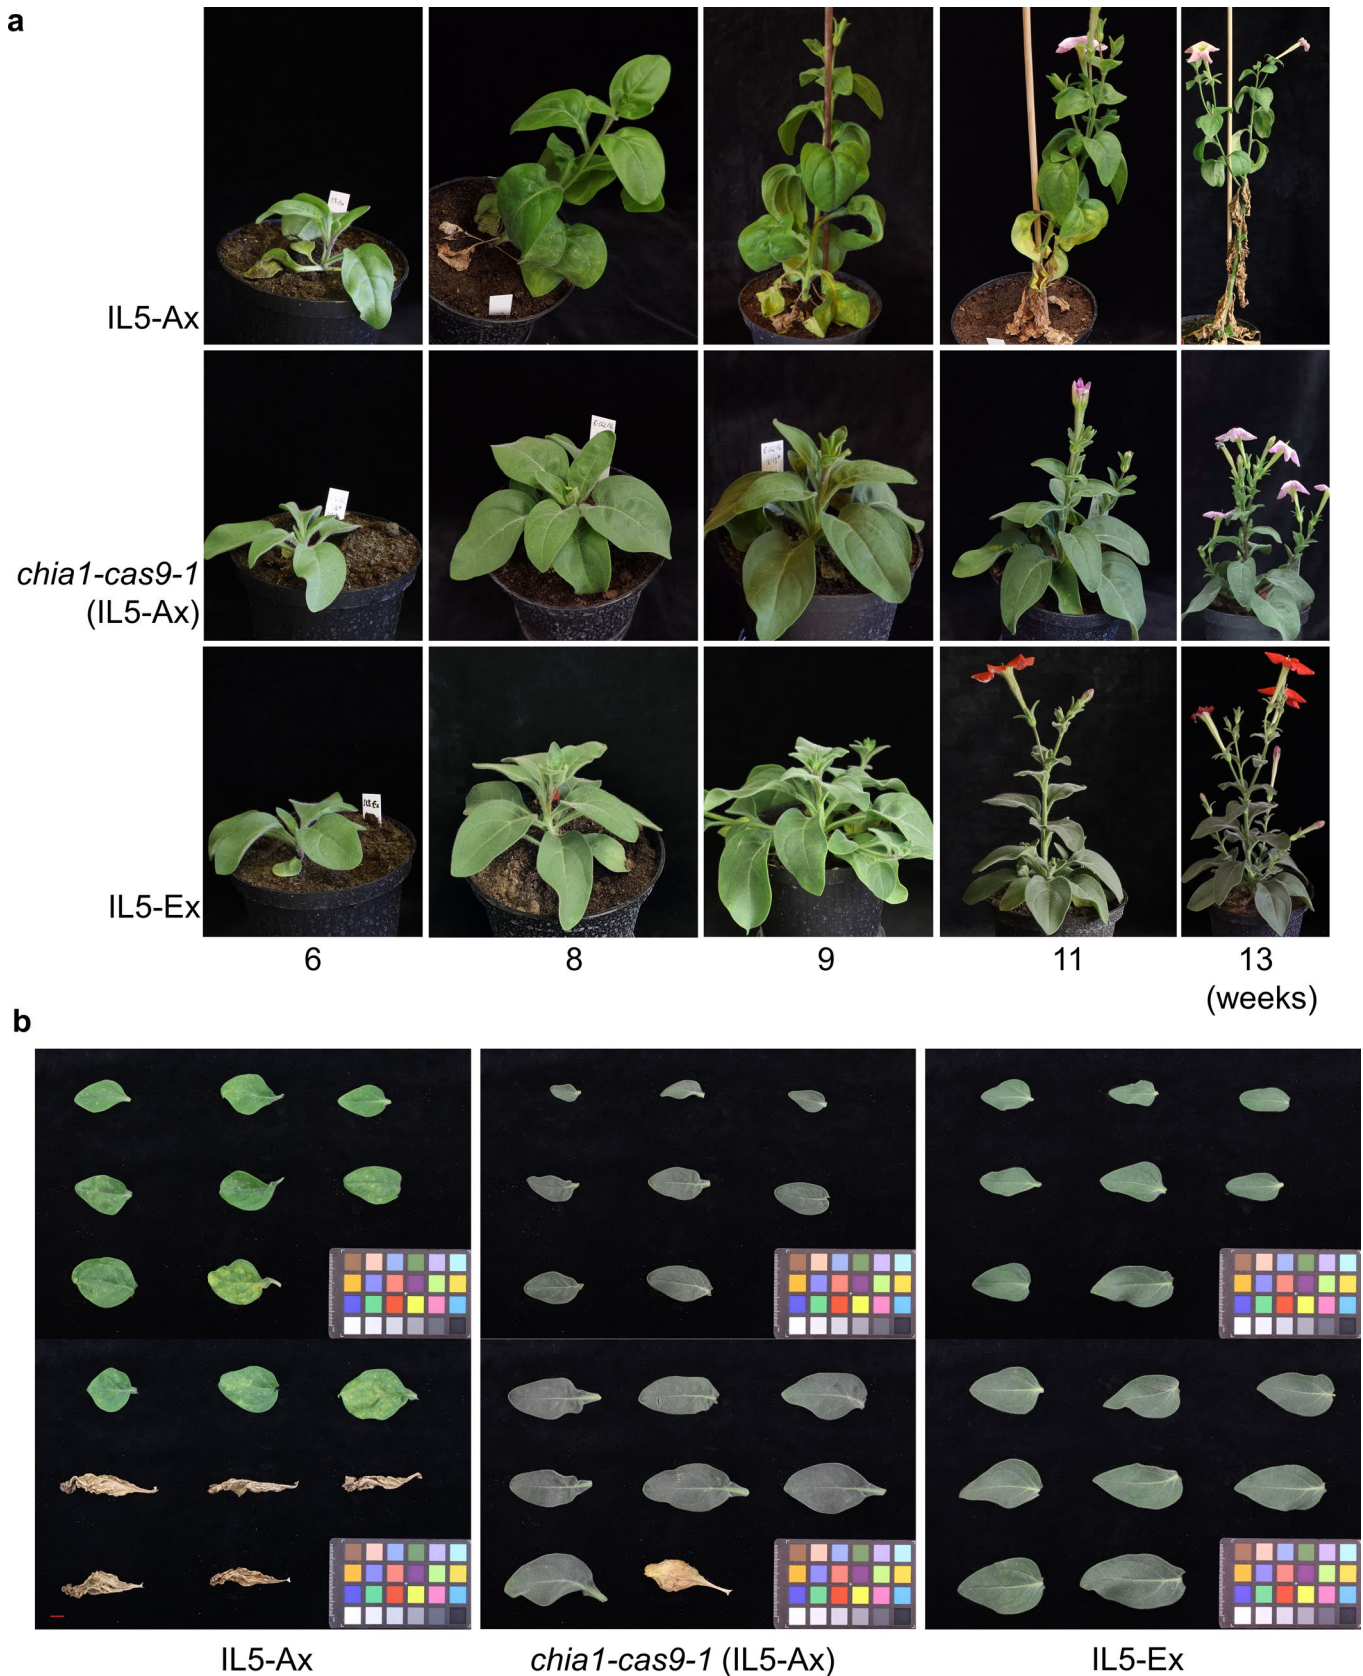 a
IL5-Ax
chia1-cas9-1
(IL5-Ax)
IL5-Ex
6
8
9
11
13
(weeks)
b
IL5-Ax
chia1-cas9-1 (IL5-Ax)
IL5-Ex